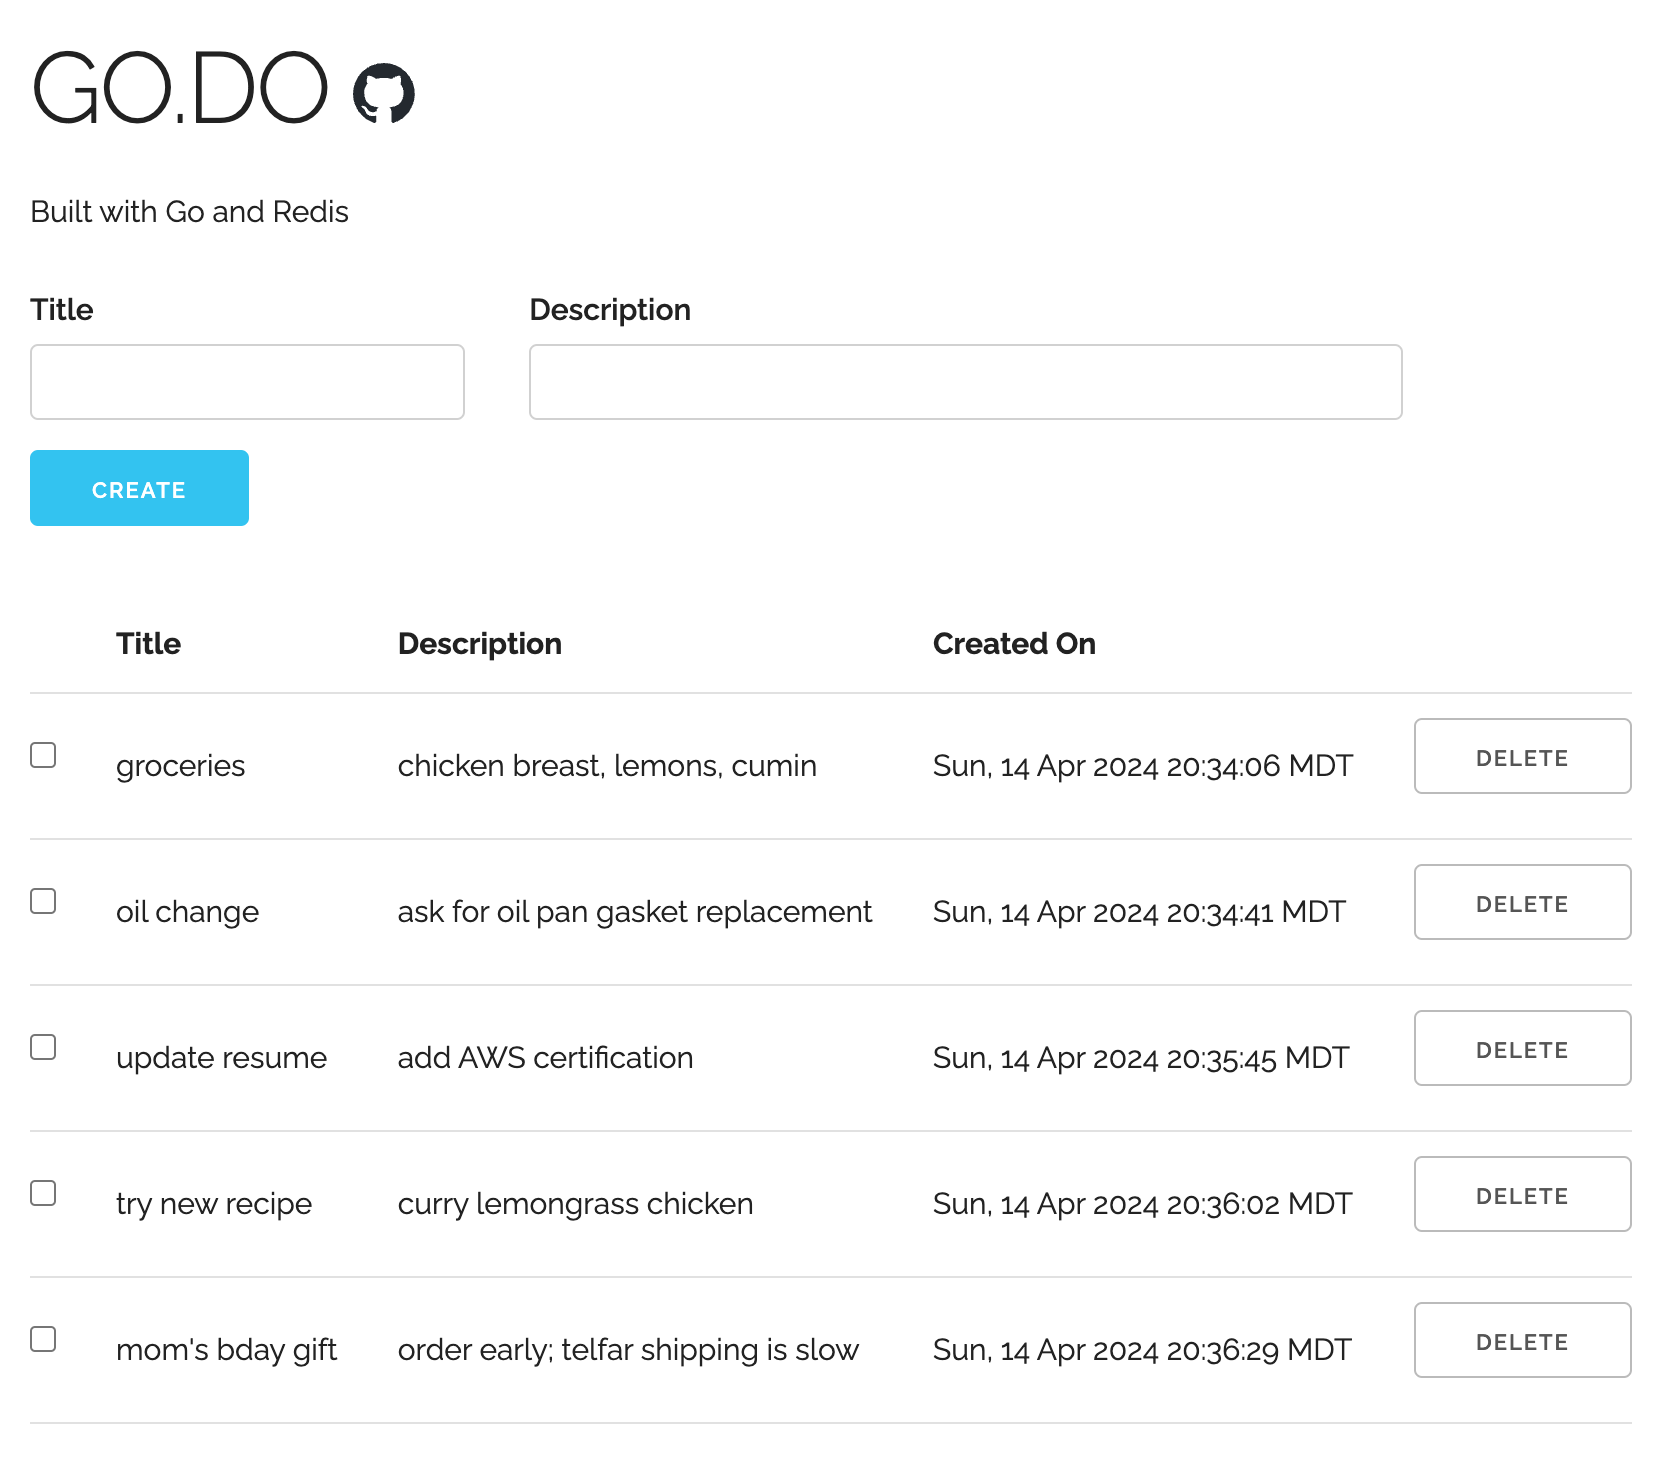 GO.DO
Built with Go and Redis
Title Description
CREATE
Title Description Created On
groceries chicken breast, lemons, cumin Sun, 14 Apr 2024 20:34:06 MDT DELETE
oil change ask for oil pan gasket replacement Sun, 14 Apr 2024 20:34:41 MDT DELETE
update resume add AWS certification Sun, 14 Apr 2024 20:35:45 MDT DELETE
try new recipe curry lemongrass chicken Sun, 14 Apr 2024 20:36:02 MDT DELETE
mom's bday gift order early; telfar shipping is slow Sun, 14 Apr 2024 20:36:29 MDT DELETE